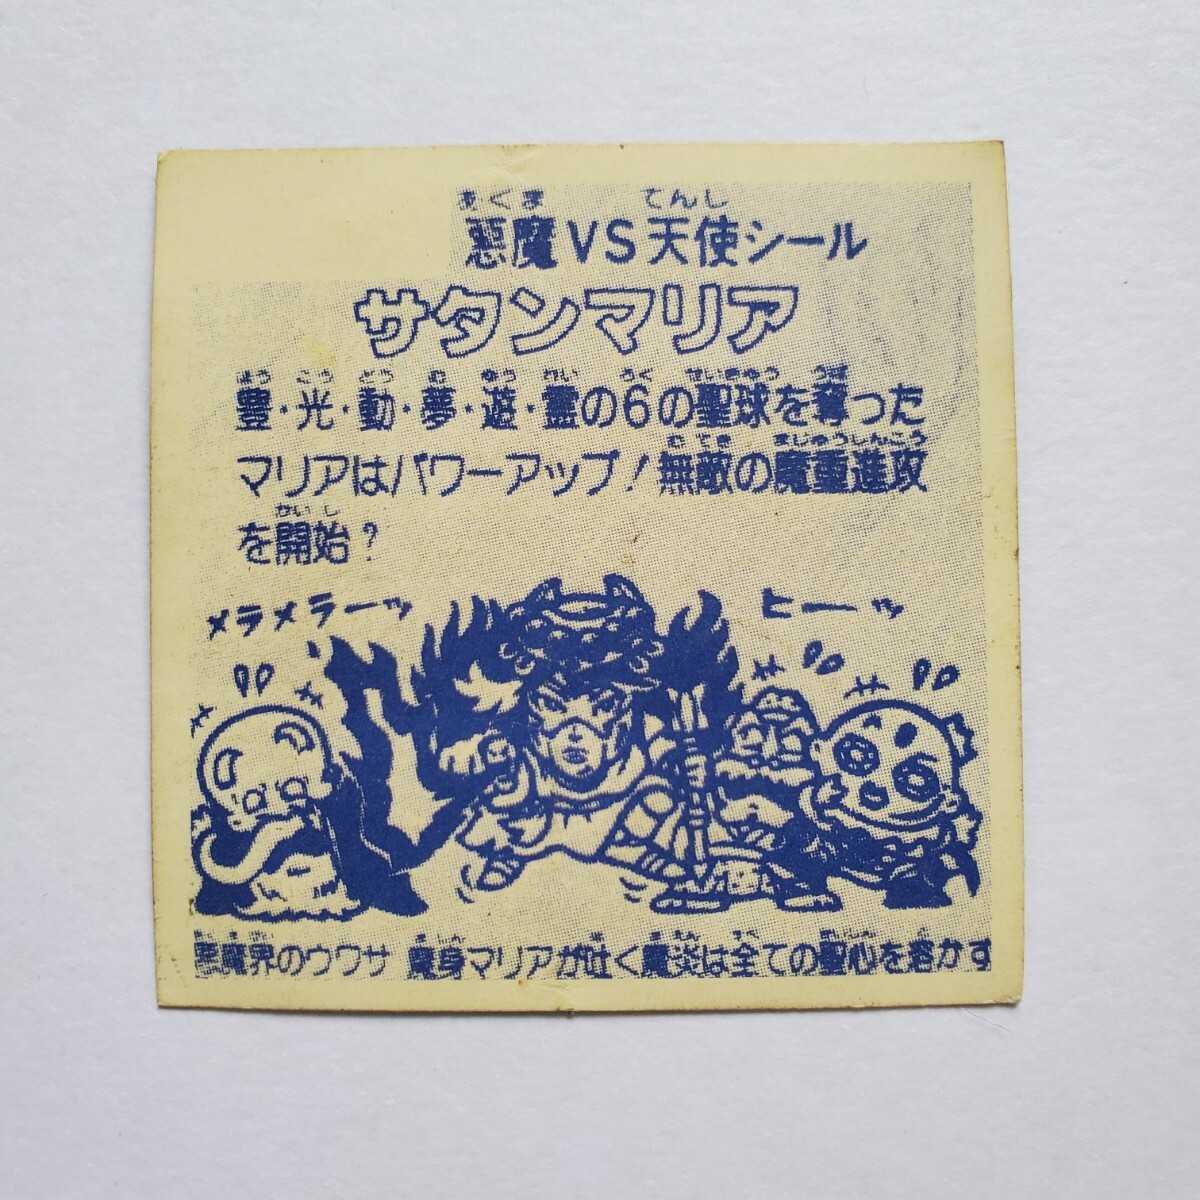 悪魔VS天使シール
サタンマリア
豊・光・動・夢・遊・霊の6の聖球を奪った
マリアはパワーアップ!無敵の魔重進攻
を開始?
メラメラーッ
ヒーーッ
悪魔界のウワサ 魔身マリアが吐く魔炎は全ての聖心を溶かす